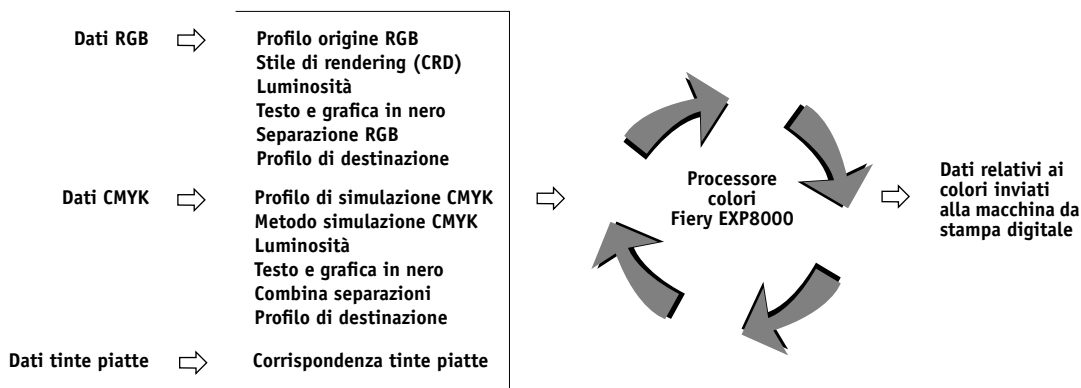 Dati RGB
Profilo origine RGB
Stile di rendering (CRD)
Luminosità
Testo e grafica in nero
Separazione RGB
Profilo di destinazione
Dati CMYK
Profilo di simulazione CMYK
Metodo simulazione CMYK
Luminosità
Testo e grafica in nero
Combina separazioni
Profilo di destinazione
Dati tinte piatte
Corrispondenza tinte piatte
Processore
colori
Fiery EXP8000
Dati relativi ai
colori inviati
alla macchina da
stampa digitale